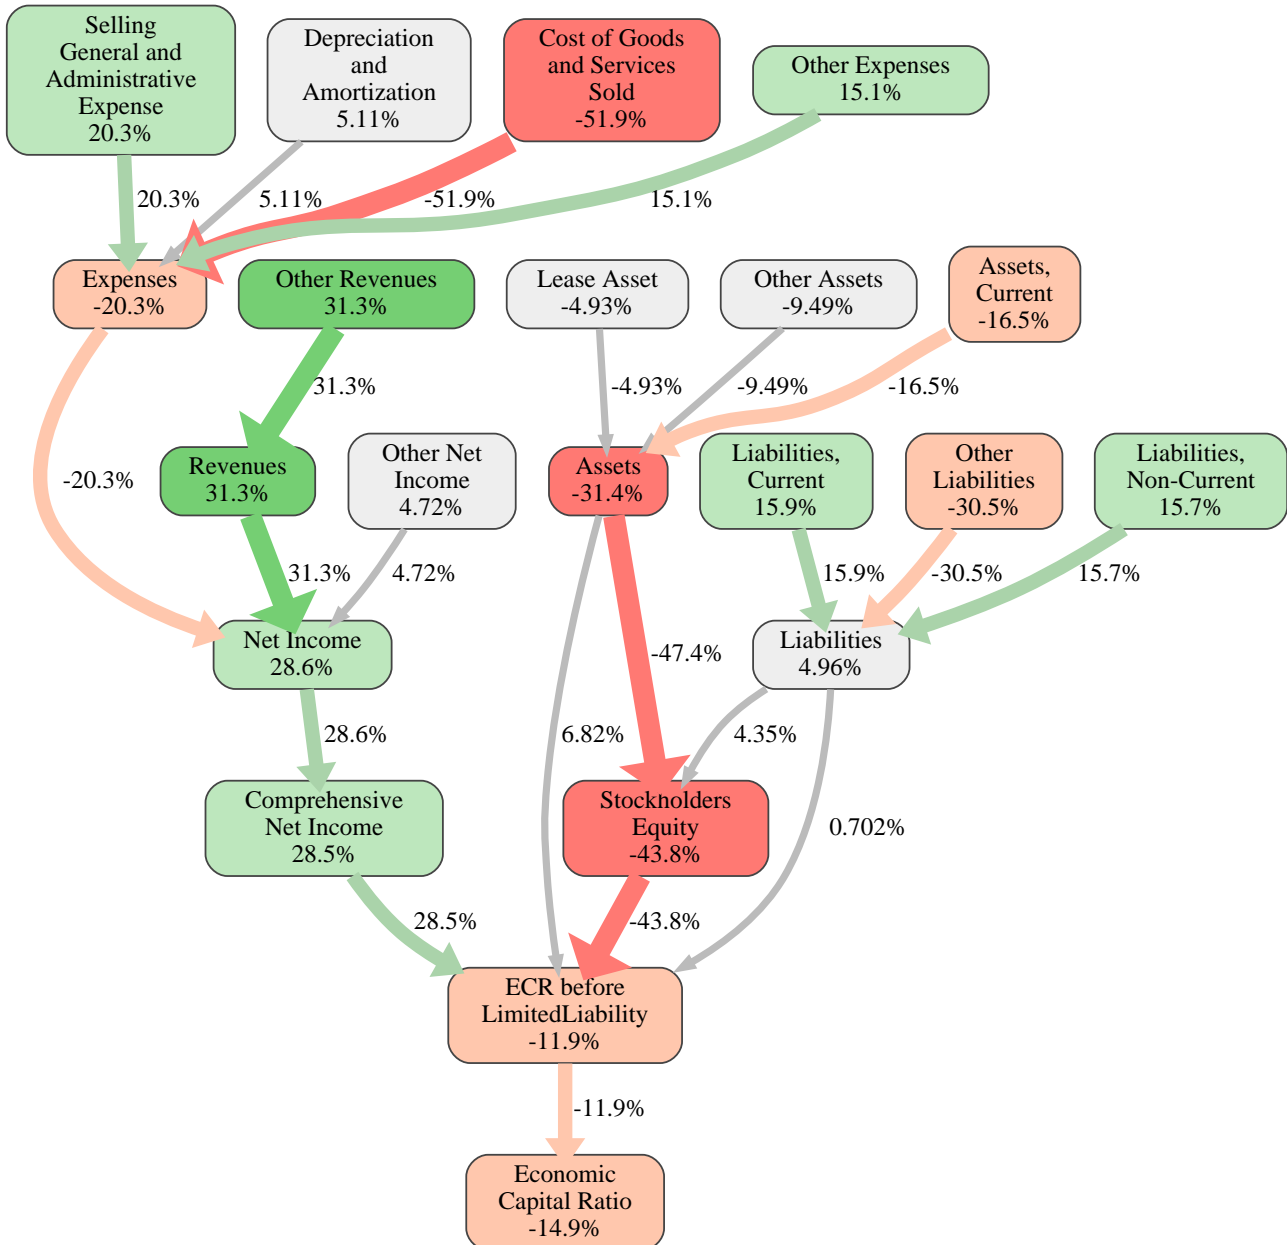 Selling
General and
Administrative
Expense
20.3%
Depreciation
and
Amortization
5.11%
Cost of Goods
and Services
Sold
-51.9%
Other Expenses
15.1%
20.3%
5.11%
-51.9%
15.1%
Expenses
-20.3%
Other Revenues
31.3%
Lease Asset
-4.93%
Other Assets
-9.49%
Assets,
Current
-16.5%
31.3%
-4.93%
-9.49%
-16.5%
-20.3%
Revenues
31.3%
Other Net
Income
4.72%
Assets
-31.4%
Liabilities,
Current
15.9%
Other
Liabilities
-30.5%
Liabilities,
Non-Current
15.7%
31.3%
4.72%
15.9%
-30.5%
15.7%
Net Income
28.6%
-47.4%
Liabilities
4.96%
28.6%
6.82%
4.35%
0.702%
Comprehensive
Net Income
28.5%
Stockholders
Equity
-43.8%
28.5%
-43.8%
ECR before
LimitedLiability
-11.9%
-11.9%
Economic
Capital Ratio
-14.9%